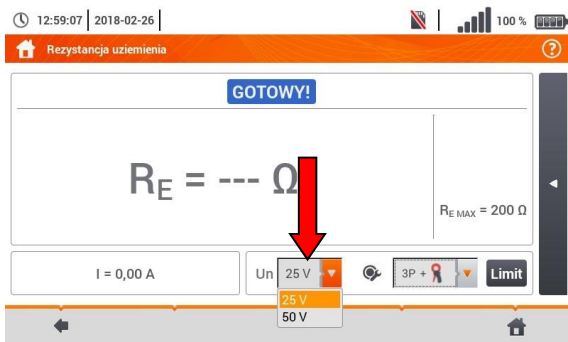 12:59:07 2018-02-26 100 %
Rezystancja uziemienia ?
GOTOWY!
RE = --- Ω
RE MAX = 200 Ω
I = 0,00 A
Un 25 V 3P + Limit
25 V
50 V